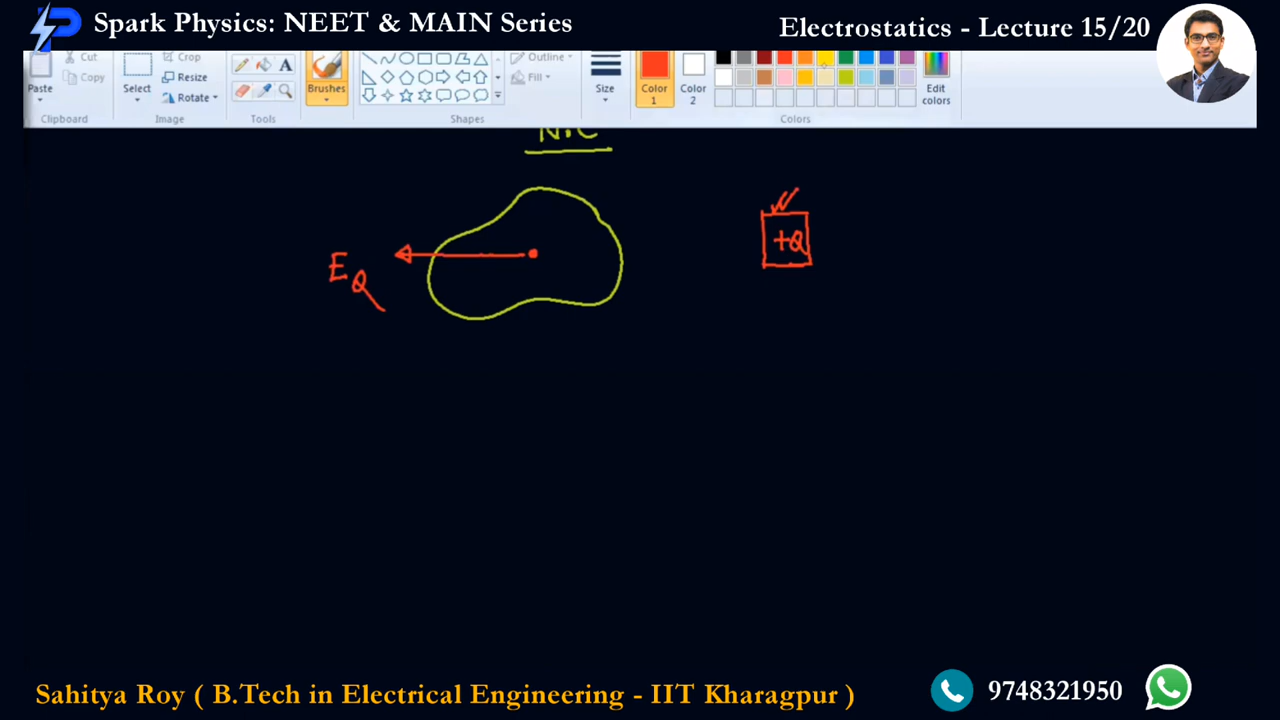 Spark Physics: NEET & MAIN Series
Electrostatics - Lecture 15/20
Paste
Cut
Copy
Clipboard
Select
Crop
Resize
Rotate
Image
Tools
Brushes
Shapes
Outline
Fill
Size
Color
1
Color
2
Colors
Edit
colors
+Q
E
Q
Sahitya Roy ( B.Tech in Electrical Engineering - IIT Kharagpur )
9748321950